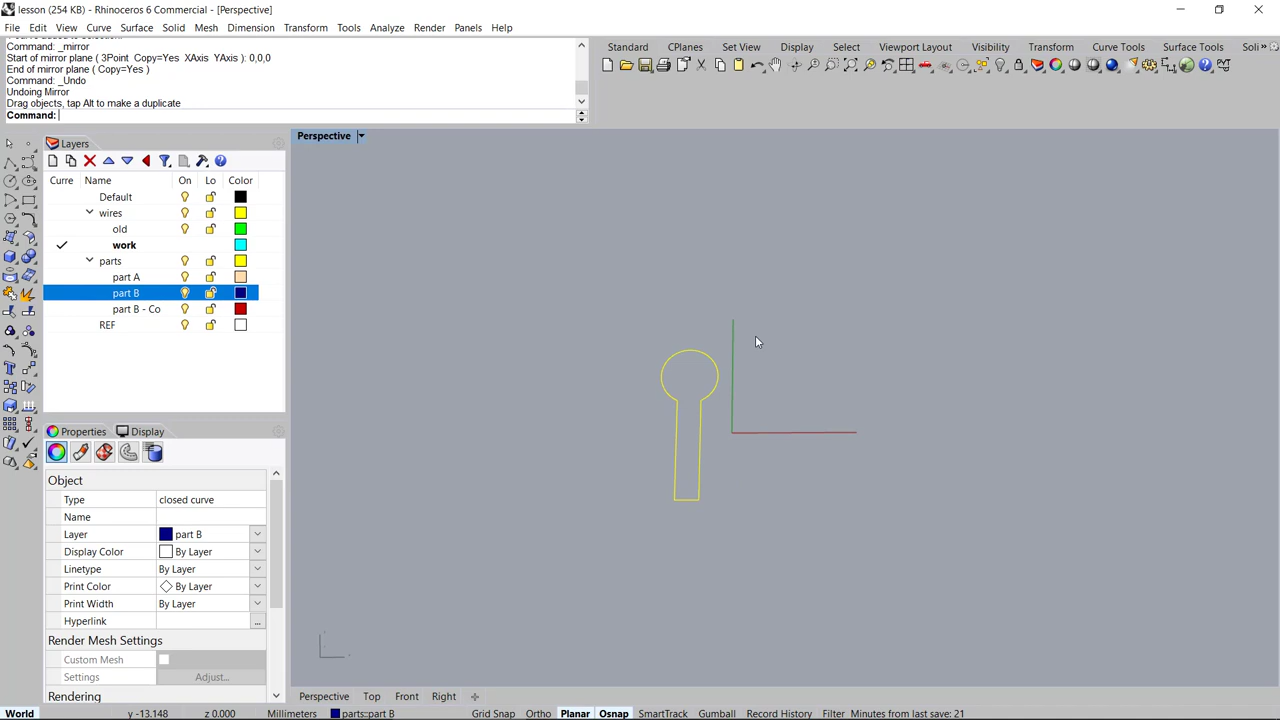 lesson (254 KB) - Rhinoceros 6 Commercial - [Perspective]
File Edit View Curve Surface Solid Mesh Dimension Transform Tools Analyze Render Panels Help
Command: _mirror
Start of mirror plane ( 3Point Copy=Yes XAxis YAxis ): 0,0,0
End of mirror plane ( Copy=Yes )
Command: _Undo
Undoing Mirror
Drag objects, tap Alt to make a duplicate
Command:
Standard CPlanes Set View Display Select Viewport Layout Visibility Transform Curve Tools Surface Tools Soli
Layers
Perspective
Curre Name On Lo Color
Default
wires
old
work
parts
part A
part B
part B - Co
REF
Properties Display
Object
Type closed curve
Name
Layer part B
Display Color By Layer
Linetype By Layer
Print Color By Layer
Print Width By Layer
Hyperlink ...
Render Mesh Settings
Custom Mesh
Settings Adjust...
Rendering
Perspective Top Front Right
World y -13.148 z 0.000 Millimeters parts::part B Grid Snap Ortho Planar Osnap SmartTrack Gumball Record History Filter Minutes from last save: 21